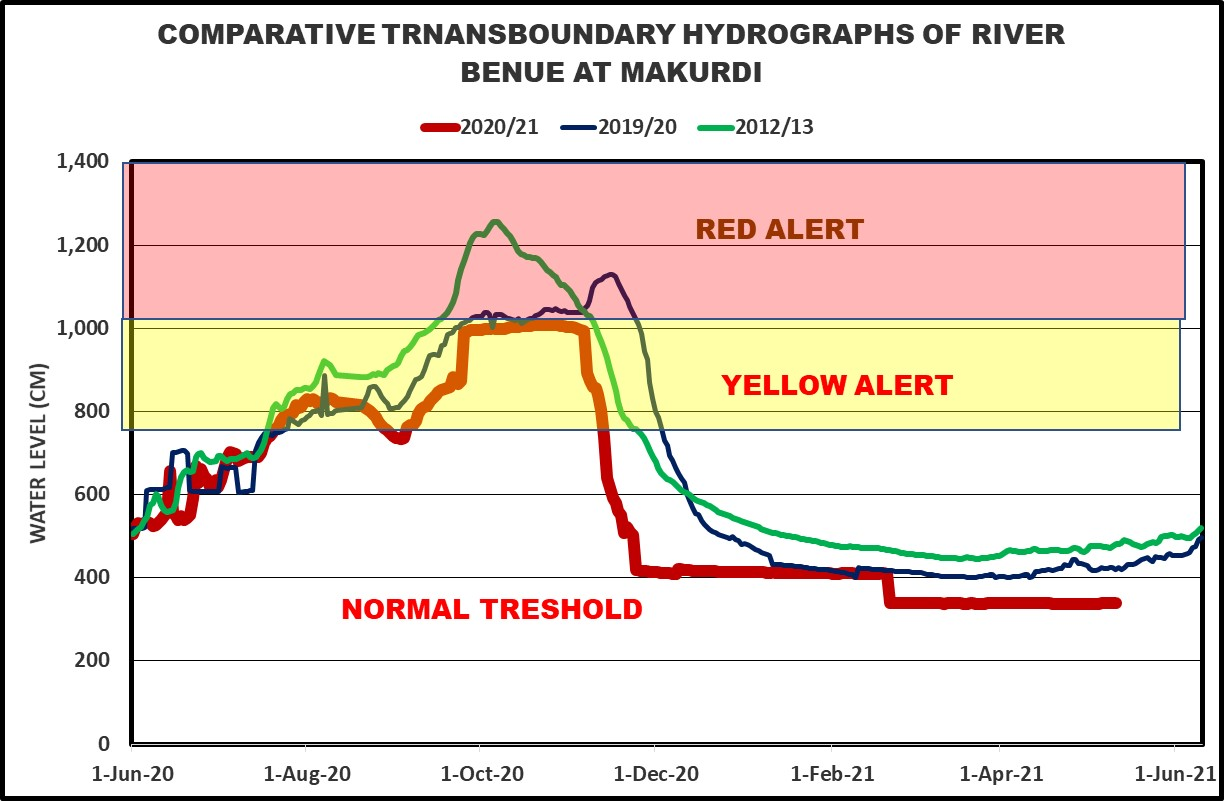 COMPARATIVE TRNANSBOUNDARY HYDROGRAPHS OF RIVER
BENUE AT MAKURDI
2020/21 2019/20 2012/13
1,400
RED ALERT
1,200
1,000
YELLOW ALERT
800
WATER LEVEL (CM)
600
400
NORMAL TRESHOLD
200
0
1-Jun-20 1-Aug-20 1-Oct-20 1-Dec-20 1-Feb-21 1-Apr-21 1-Jun-21